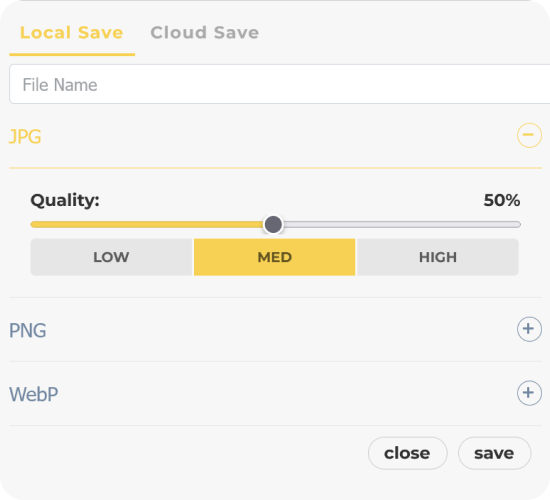 Local Save Cloud Save
File Name
JPG
Quality: 50%
LOW MED HIGH
PNG
WebP
close save